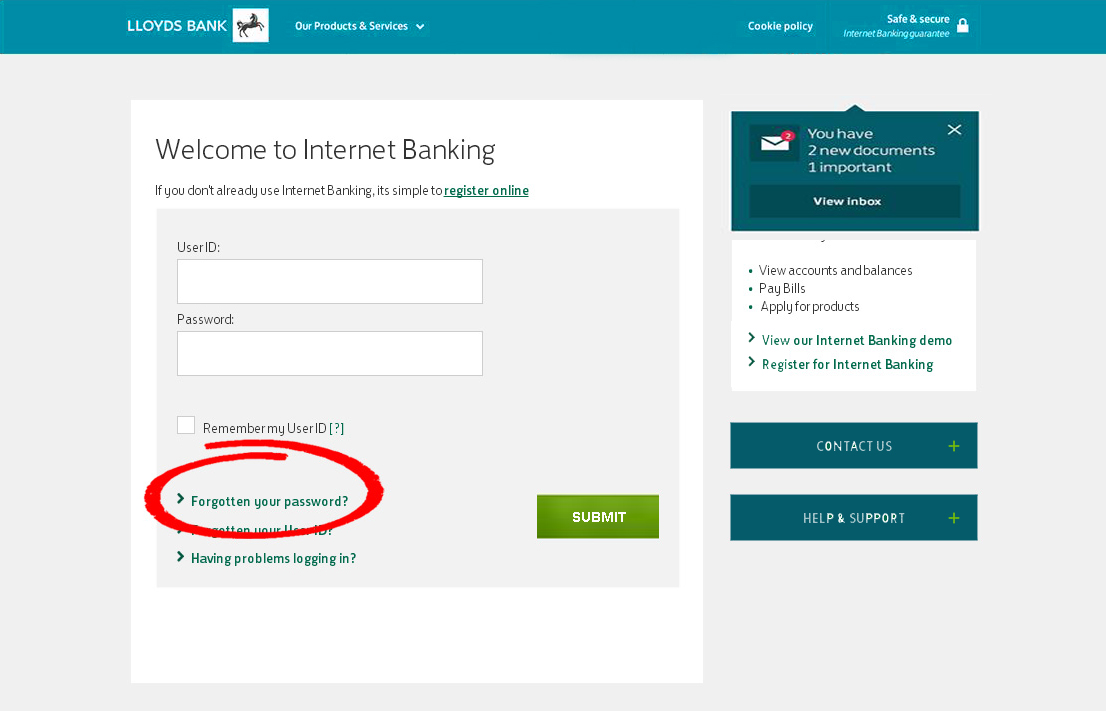 LLOYDS BANK
Our Products & Services
Cookie policy
Safe & secure
Internet Banking guarantee
Welcome to Internet Banking
If you don't already use Internet Banking, its simple to register online
User ID:
Password:
Remember my User ID [?]
Forgotten your password?
Forgotten your User ID?
Having problems logging in?
SUBMIT
2
You have
2 new documents
1 important
View inbox
View accounts and balances
Pay Bills
Apply for products
View our Internet Banking demo
Register for Internet Banking
CONTACT US
HELP & SUPPORT